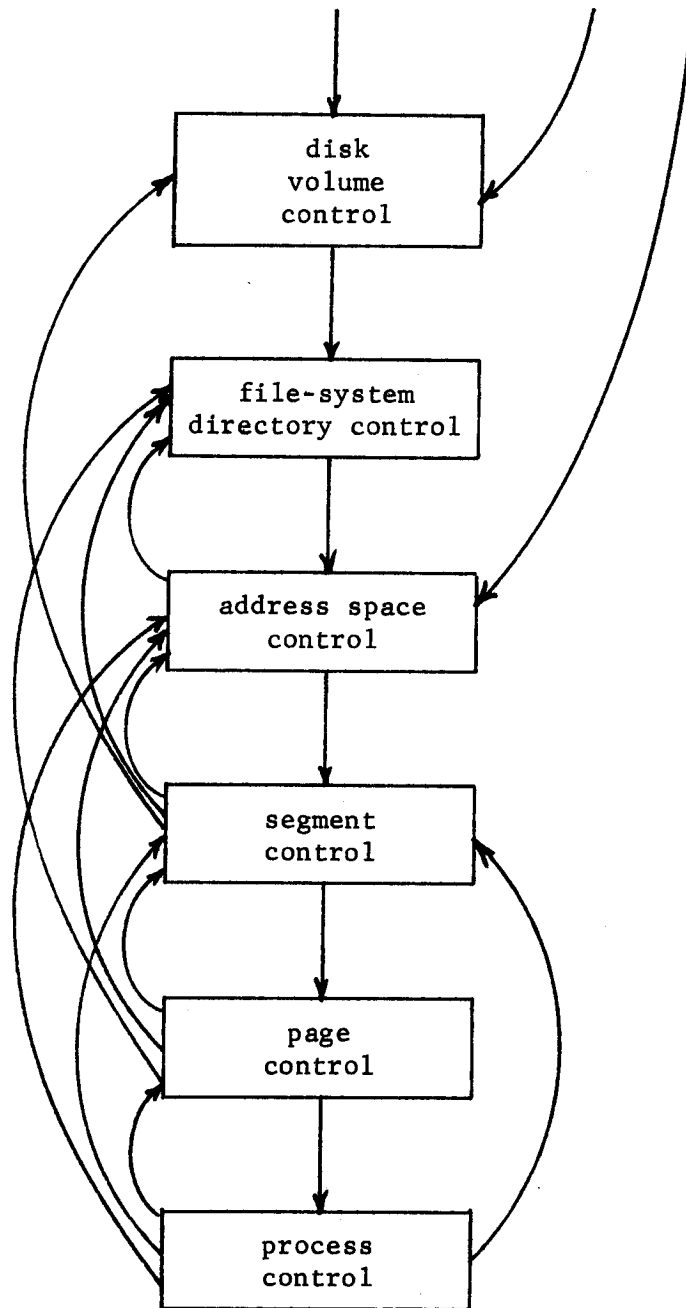 disk
volume
control
file-system
directory control
address space
control
segment
control
page
control
process
control